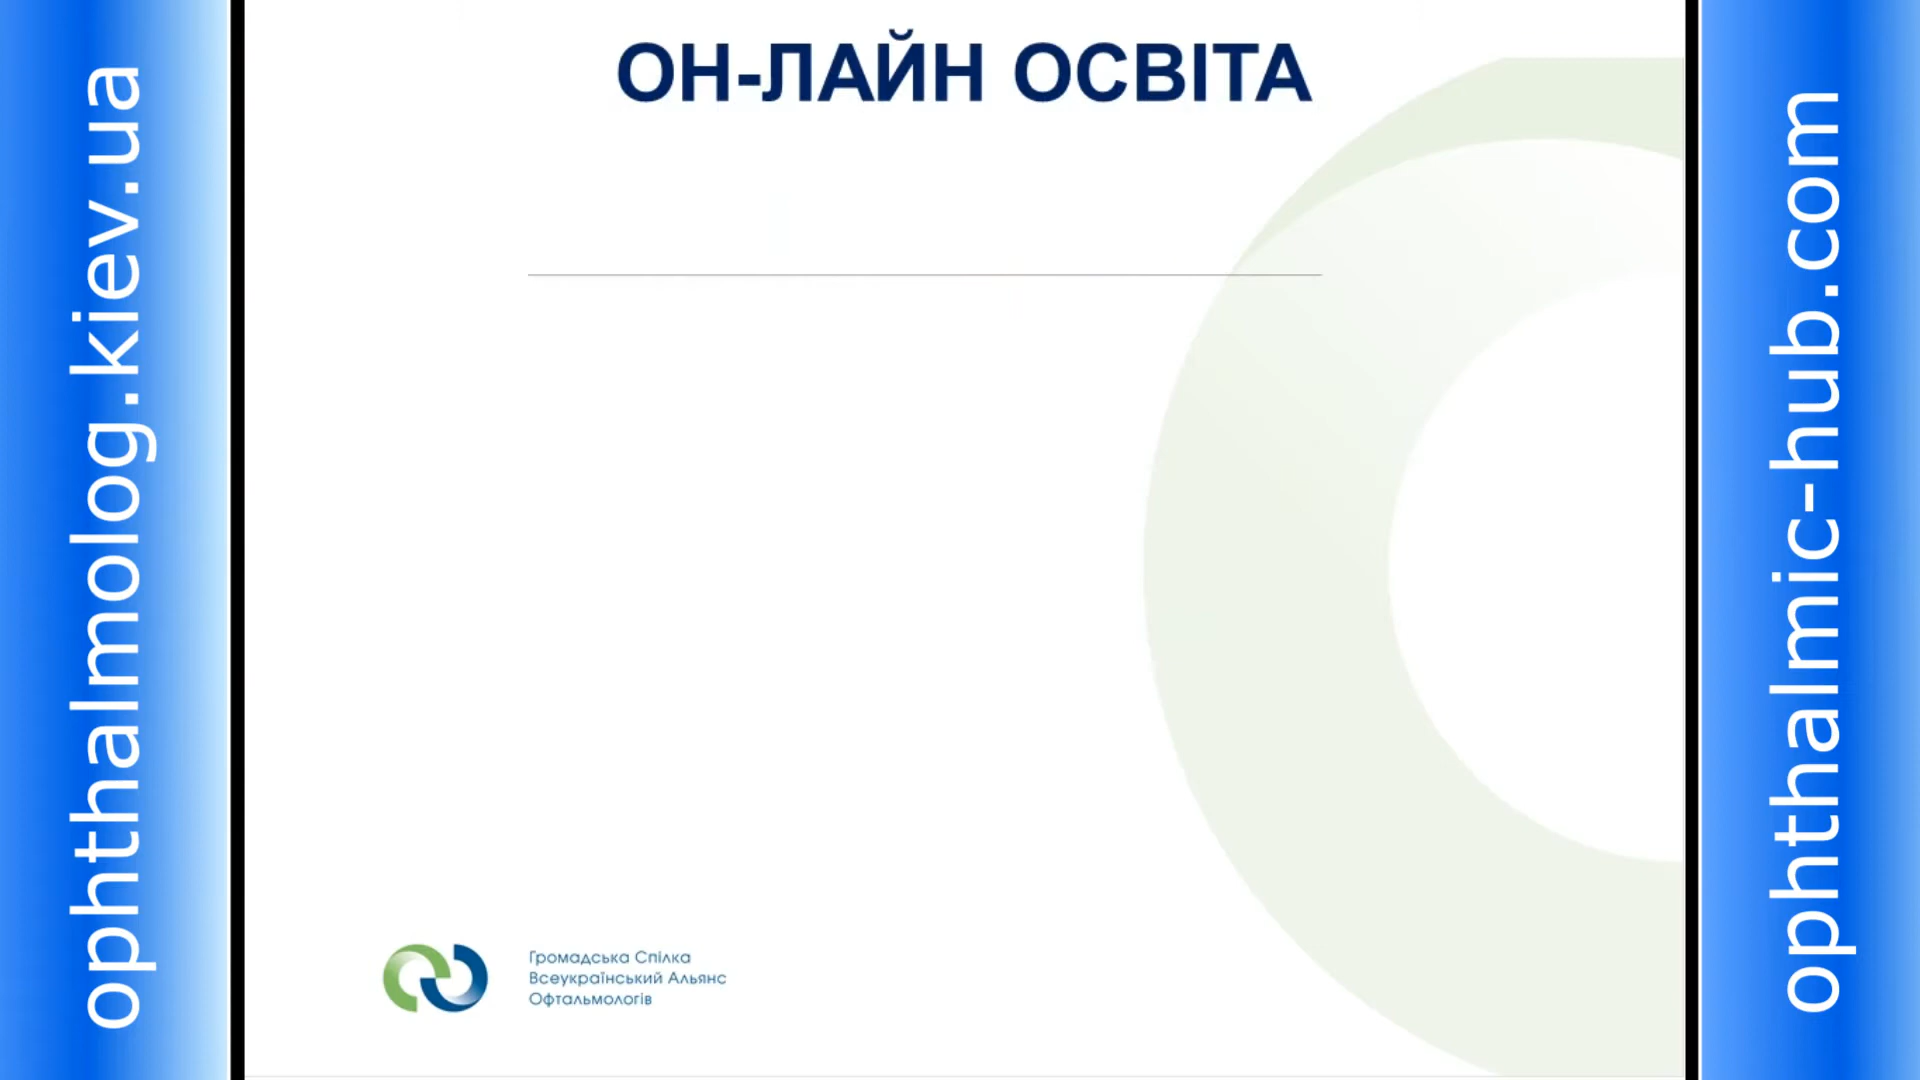 ОН-ЛАЙН ОСВІТА
ophthalmolog.kiev.ua
ophthalmic-hub.com
Громадська Спілка
Всеукраїнський Альянс
Офтальмологів